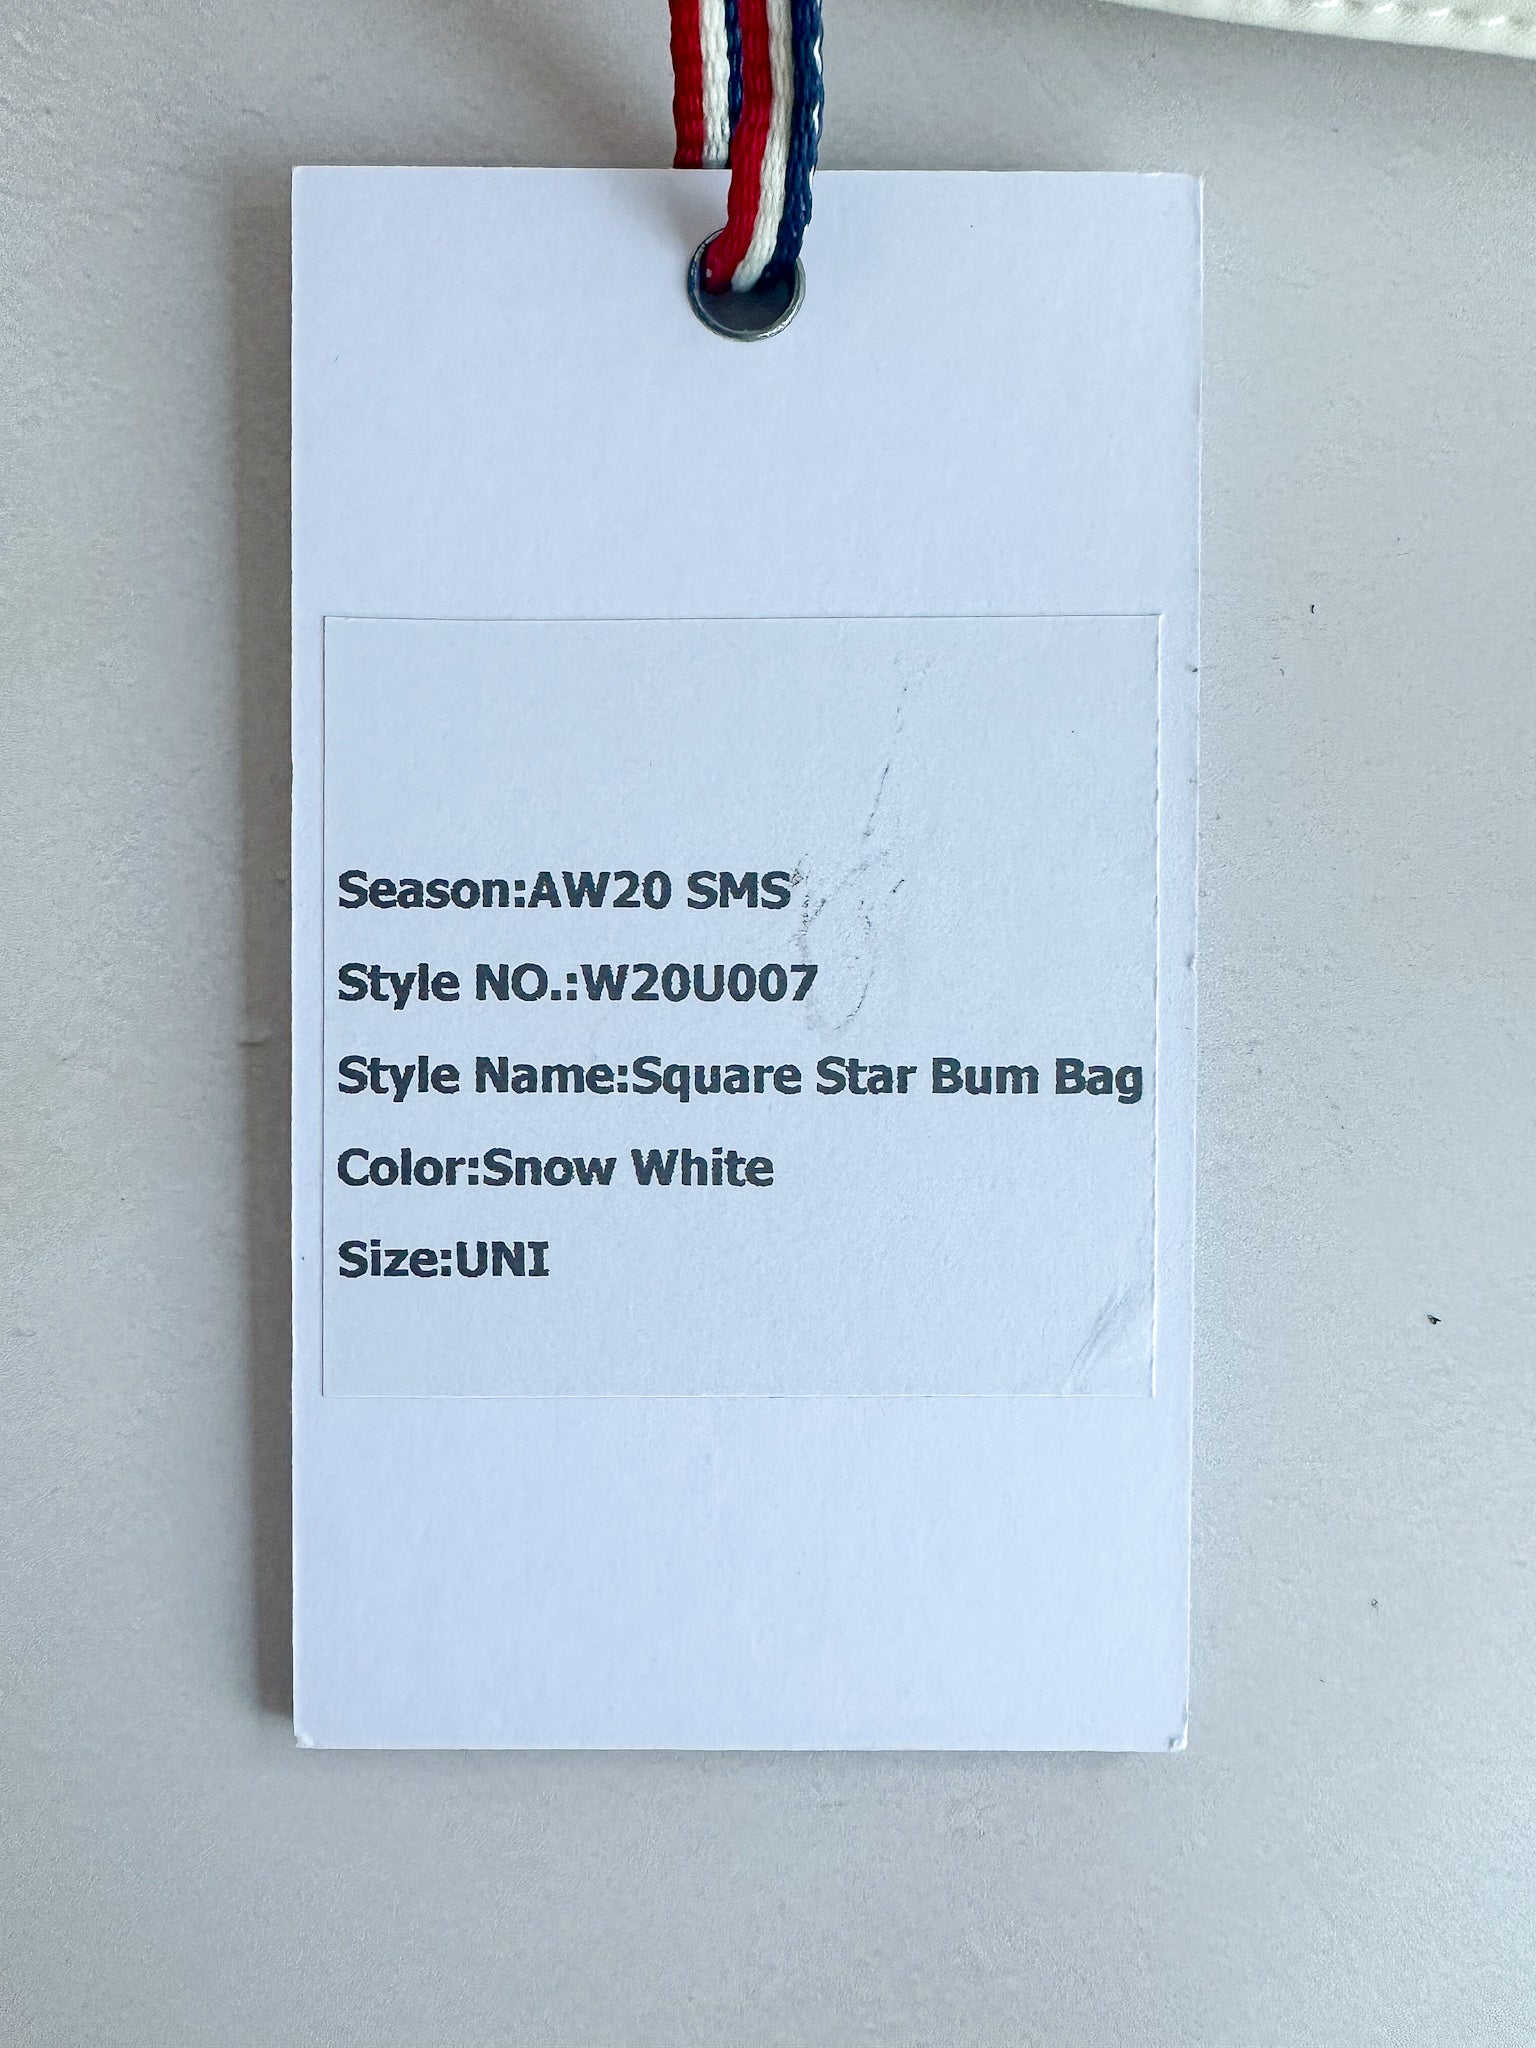 Season:AW20 SMS
Style NO.:W20U007
Style Name:Square Star Bum Bag
Color:Snow White
Size:UNI